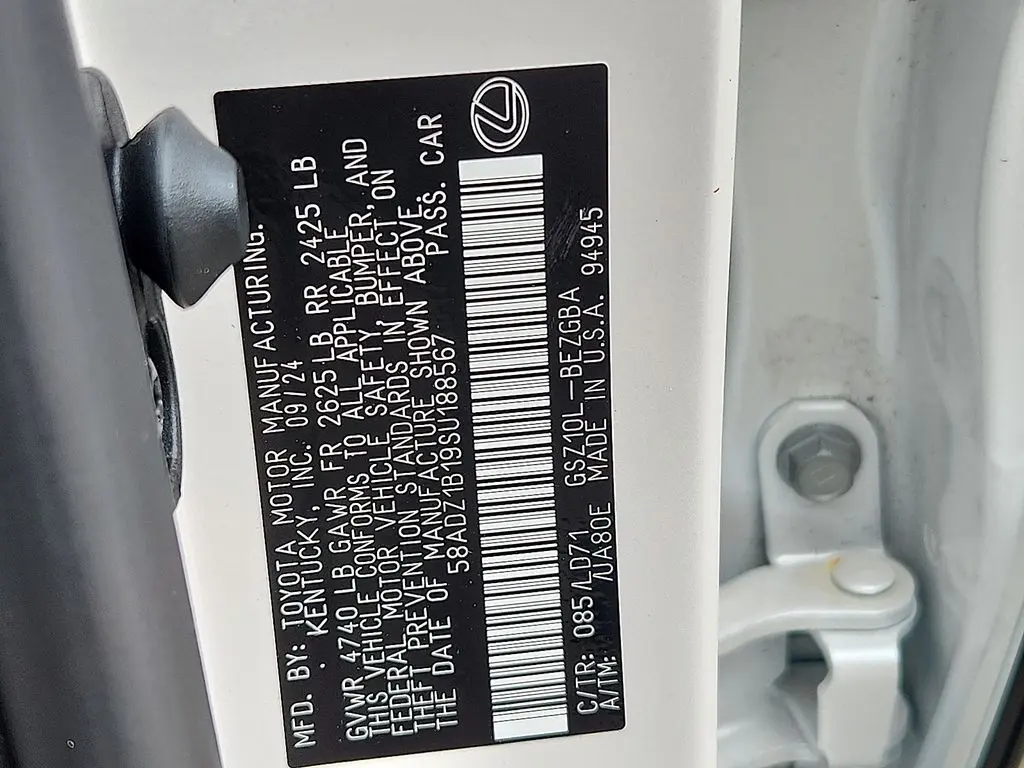 MFD. BY: TOYOTA MOTOR MANUFACTURING.
. KENTUCKY, INC. 09/24
GVWR 4740 LB GAWR FR 2625LB RR 2425 LB
THIS VEHICLE CONFORMS TO ALL APPLICABLE
FEDERAL MOTOR VEHICLE SAFETY, BUMPER, AND
THEFT PREVENTION STANDARDS IN EFFECT ON
THE DATE OF MANUFACTURE SHOWN ABOVE.
58ADZ1B19SU188567 PASS. CAR
C/TR: 085/LD71 GSZ10L-BEZGBA
A/TM: /UA80E MADE IN U.S.A. 94945